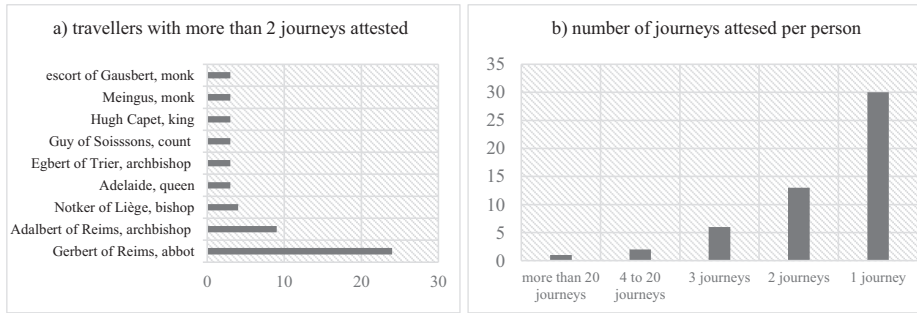 a) travellers with more than 2 journeys attested
escort of Gausbert, monk
Meingus, monk
Hugh Capet, king
Guy of Soisssons, count
Egbert of Trier, archbishop
Adelaide, queen
Notker of Liège, bishop
Adalbert of Reims, archbishop
Gerbert of Reims, abbot
0 10 20 30
b) number of journeys attesed per person
35
30
25
20
15
10
5
0
more than 20 journeys
4 to 20 journeys
3 journeys
2 journeys
1 journey